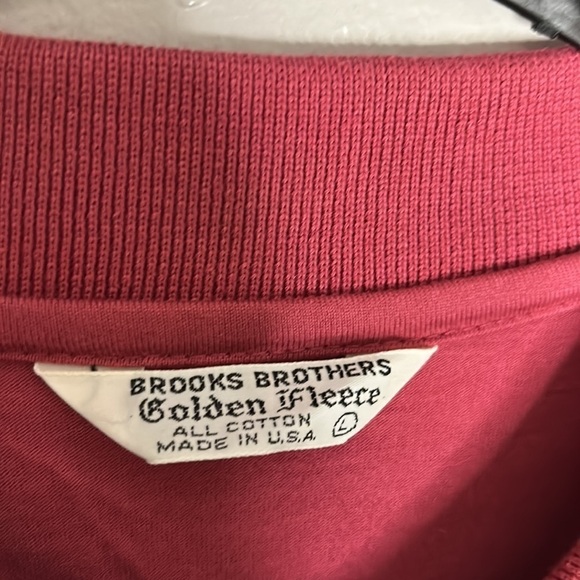 BROOKS BROTHERS
Golden Fleece
ALL COTTON
MADE IN U.S.A. L